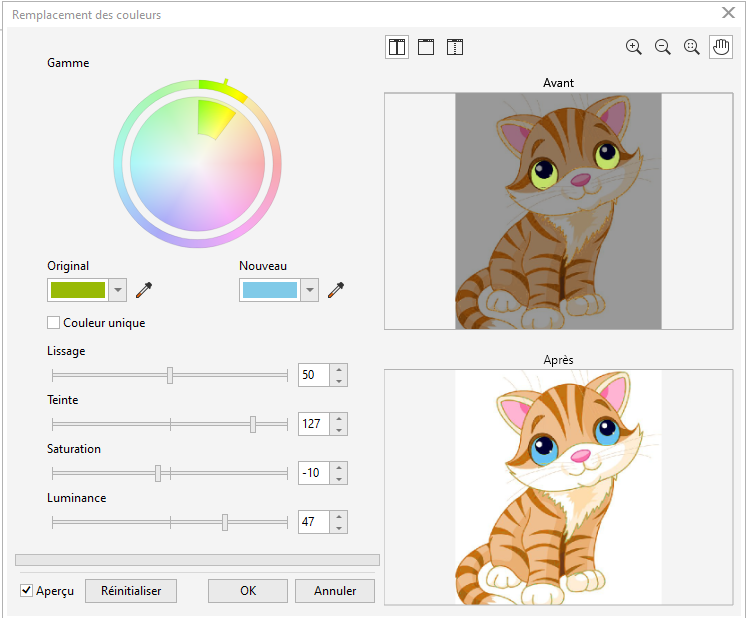 Remplacement des couleurs
Gamme
Original
Nouveau
Couleur unique
Lissage
50
Teinte
127
Saturation
-10
Luminance
47
Aperçu
Réinitialiser
OK
Annuler
Avant
Après